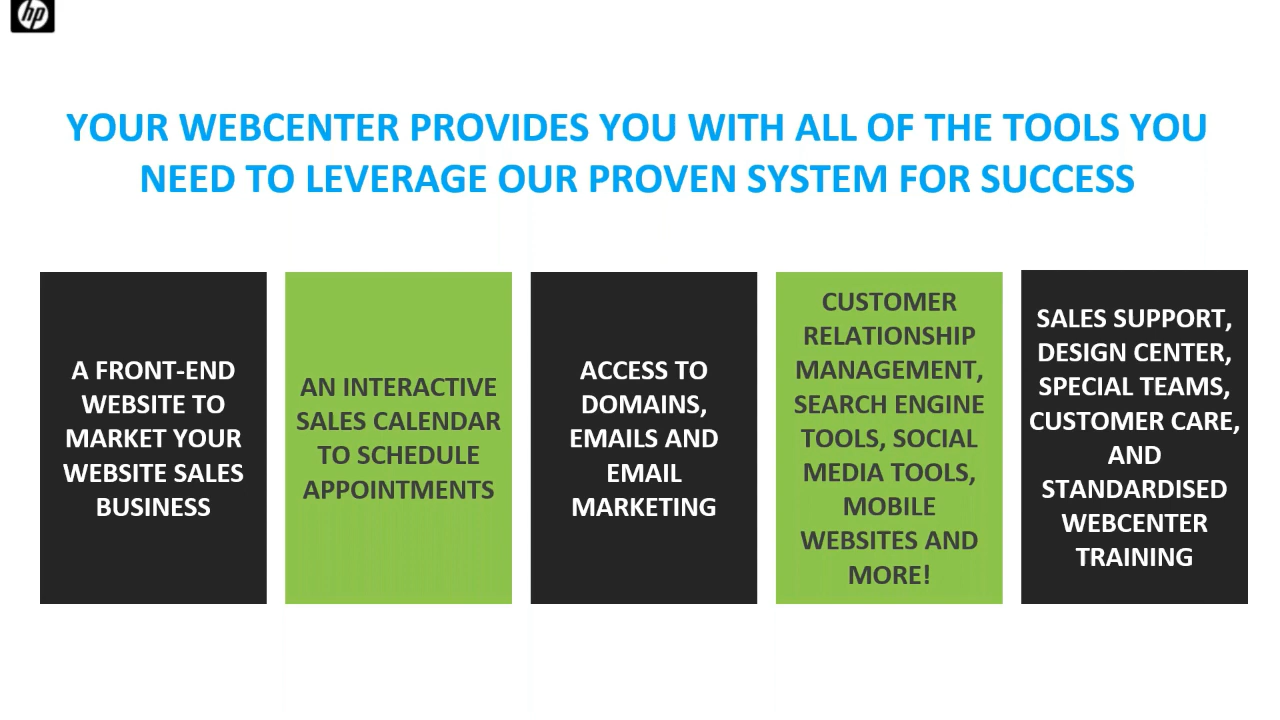 hp
YOUR WEBCENTER PROVIDES YOU WITH ALL OF THE TOOLS YOU
NEED TO LEVERAGE OUR PROVEN SYSTEM FOR SUCCESS
A FRONT-END
WEBSITE TO
MARKET YOUR
WEBSITE SALES
BUSINESS
AN INTERACTIVE
SALES CALENDAR
TO SCHEDULE
APPOINTMENTS
ACCESS TO
DOMAINS,
EMAILS AND
EMAIL
MARKETING
CUSTOMER
RELATIONSHIP
MANAGEMENT,
SEARCH ENGINE
TOOLS, SOCIAL
MEDIA TOOLS,
MOBILE
WEBSITES AND
MORE!
SALES SUPPORT,
DESIGN CENTER,
SPECIAL TEAMS,
CUSTOMER CARE,
AND
STANDARDISED
WEBCENTER
TRAINING